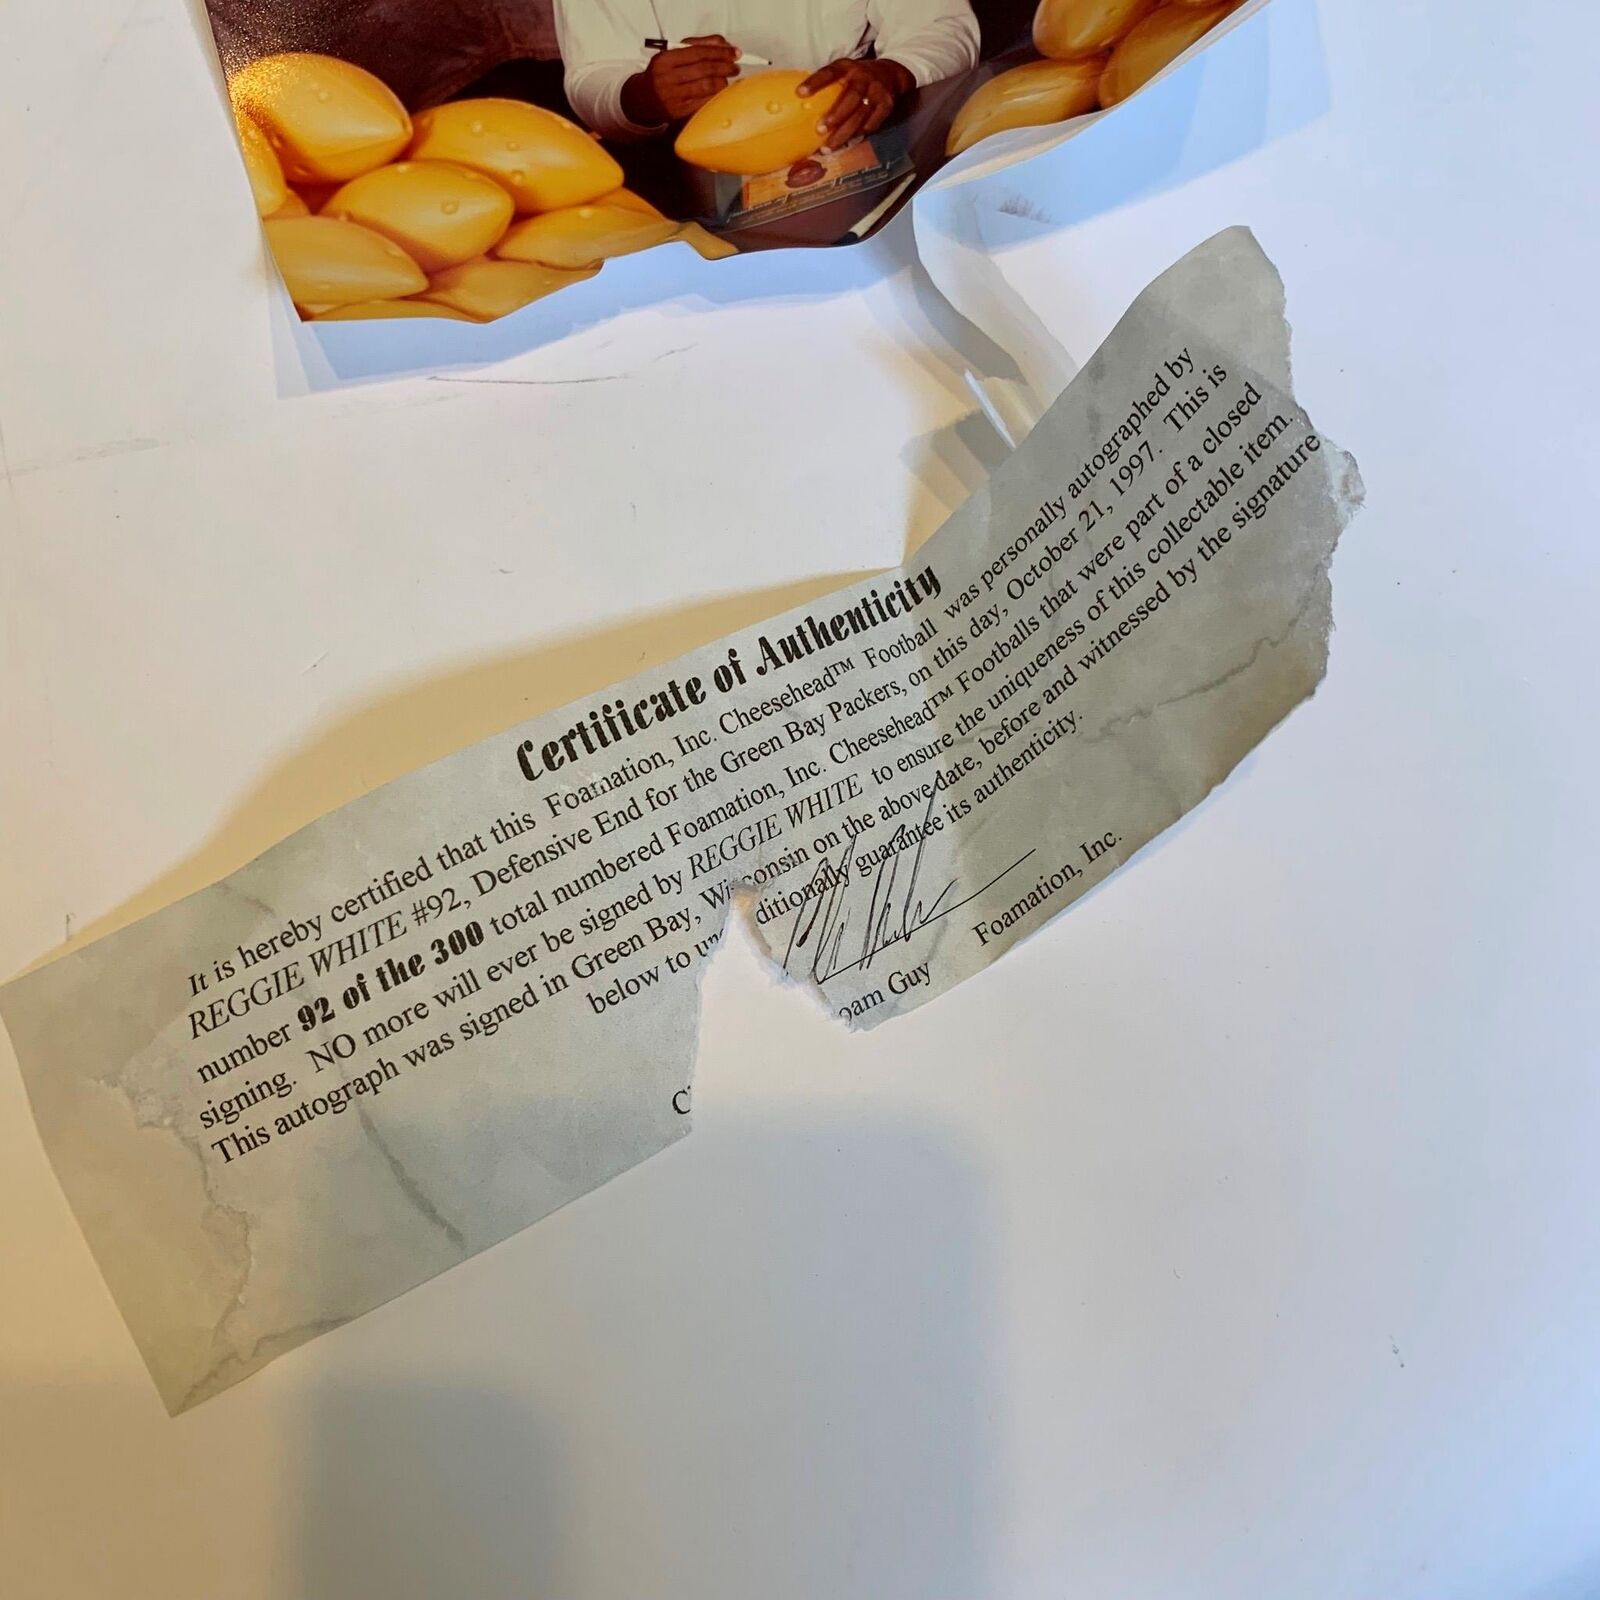 Certificate of Authenticity
It is hereby certified that this Foamation, Inc. Cheesehead™ Football was personally autographed by
REGGIE WHITE #92, Defensive End for the Green Bay Packers, on this day, October 21, 1997. This is
number 92 of the 300 total numbered Foamation, Inc. Cheesehead™ Footballs that were part of a closed
signing. NO more will ever be signed by REGGIE WHITE to ensure the uniqueness of this collectable item.
This autograph was signed in Green Bay, Wisconsin on the above date, before and witnessed by the signature
below to un ditionally guarantee its authenticity.
C oam Guy Foamation, Inc.